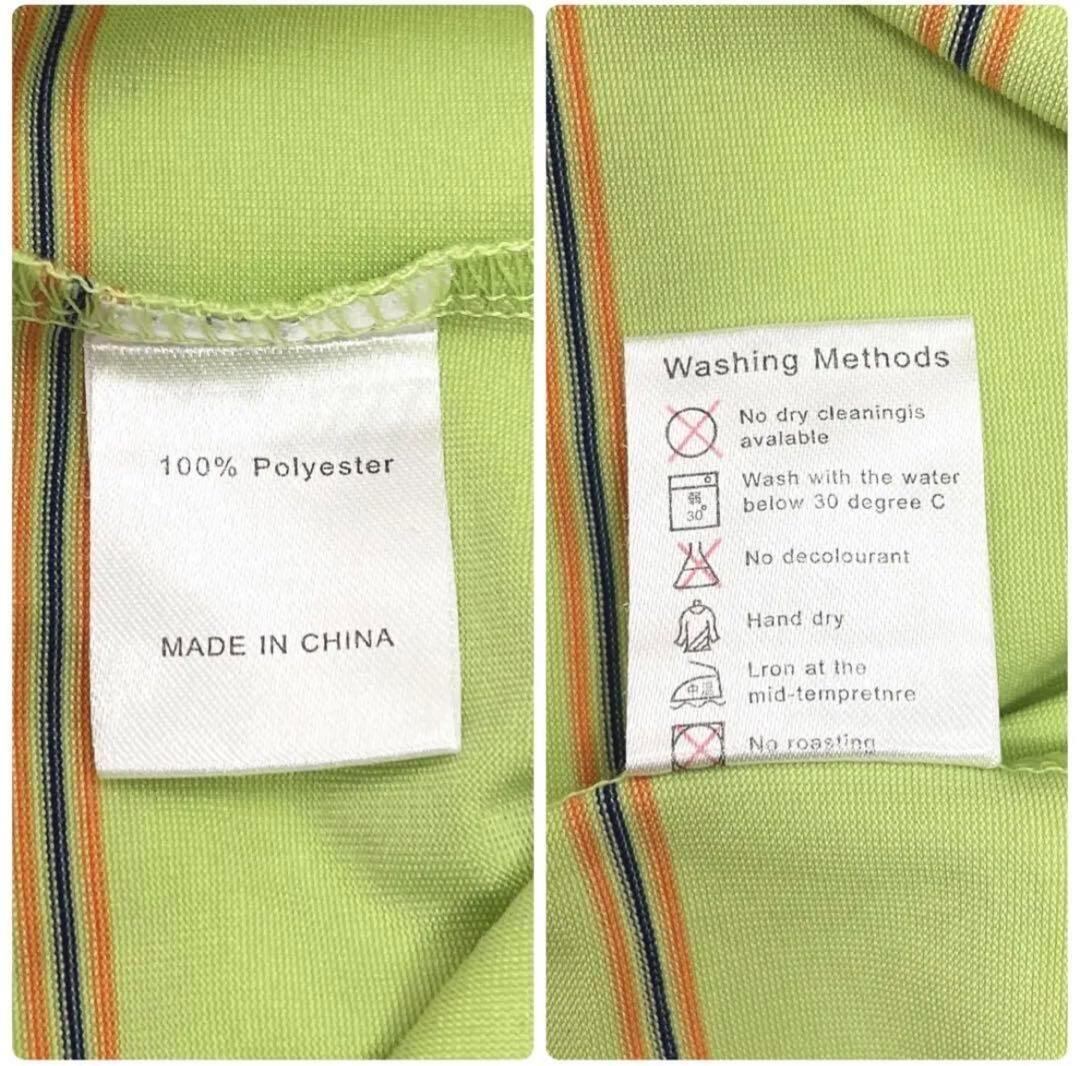 100% Polyester
MADE IN CHINA
Washing Methods
No dry cleaningis
avalable
Wash with the water
below 30 degree C
弱
30°
No decolourant
Hand dry
Lron at the
mid-tempretnre
中温
No roasting